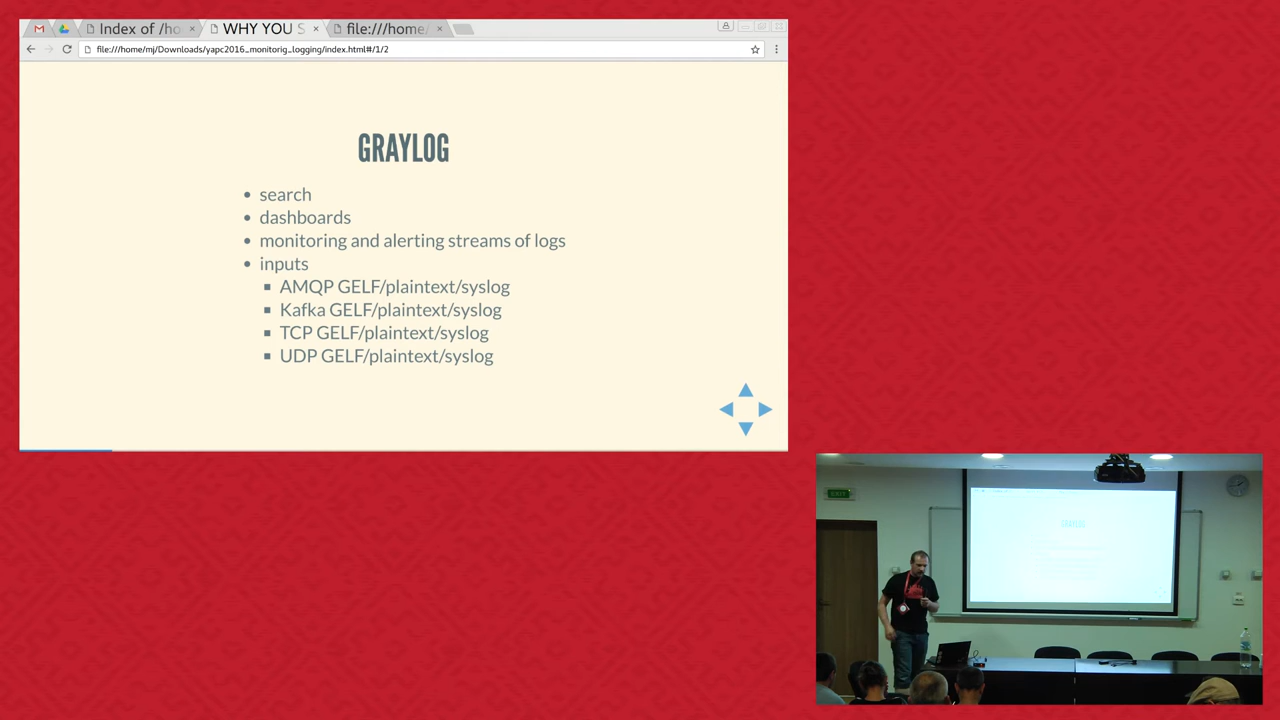 Index of /ho
WHY YOU S
file:///home/
file:///home/mj/Downloads/yapc2016_monitorig_logging/index.html#/1/2
GRAYLOG
search
dashboards
monitoring and alerting streams of logs
inputs
AMQP GELF/plaintext/syslog
Kafka GELF/plaintext/syslog
TCP GELF/plaintext/syslog
UDP GELF/plaintext/syslog
EXIT
GRAYLOG